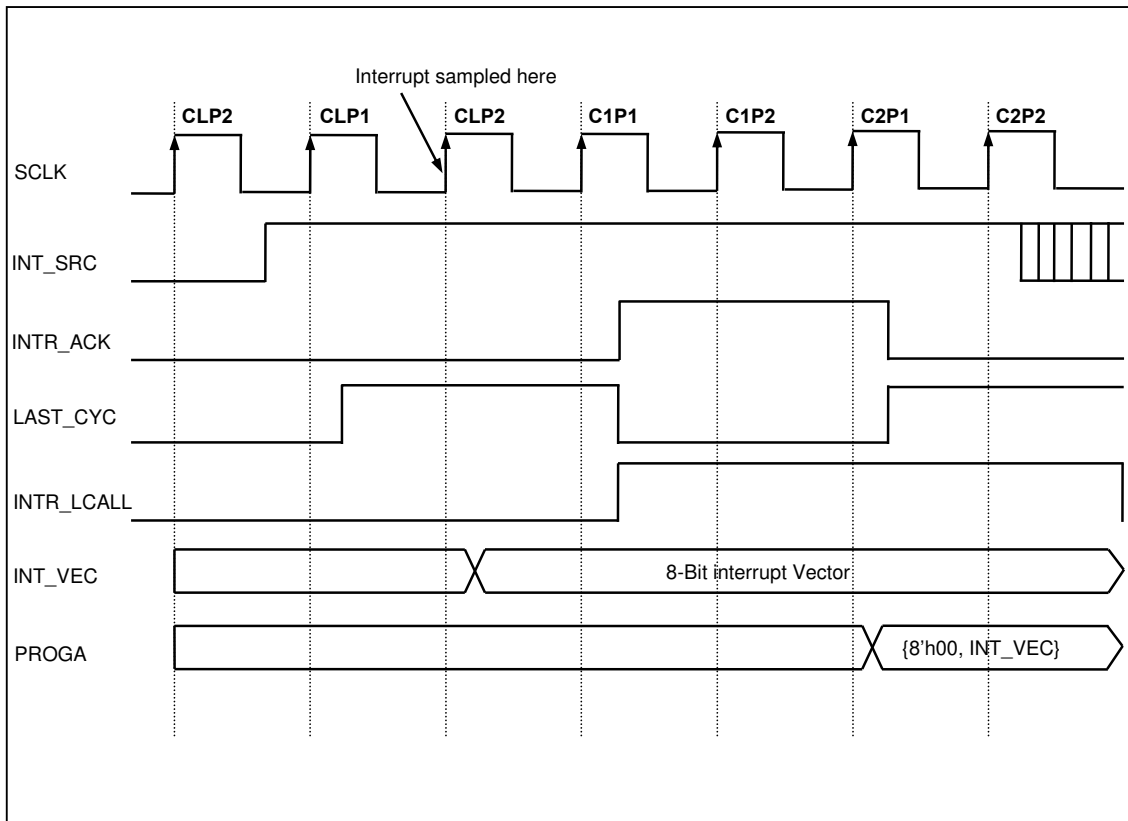 Interrupt sampled here
CLP2 CLP1 CLP2 C1P1 C1P2 C2P1 C2P2
SCLK
INT_SRC
INTR_ACK
LAST_CYC
INTR_LCALL
INT_VEC 8-Bit interrupt Vector
PROGA {8'h00, INT_VEC}